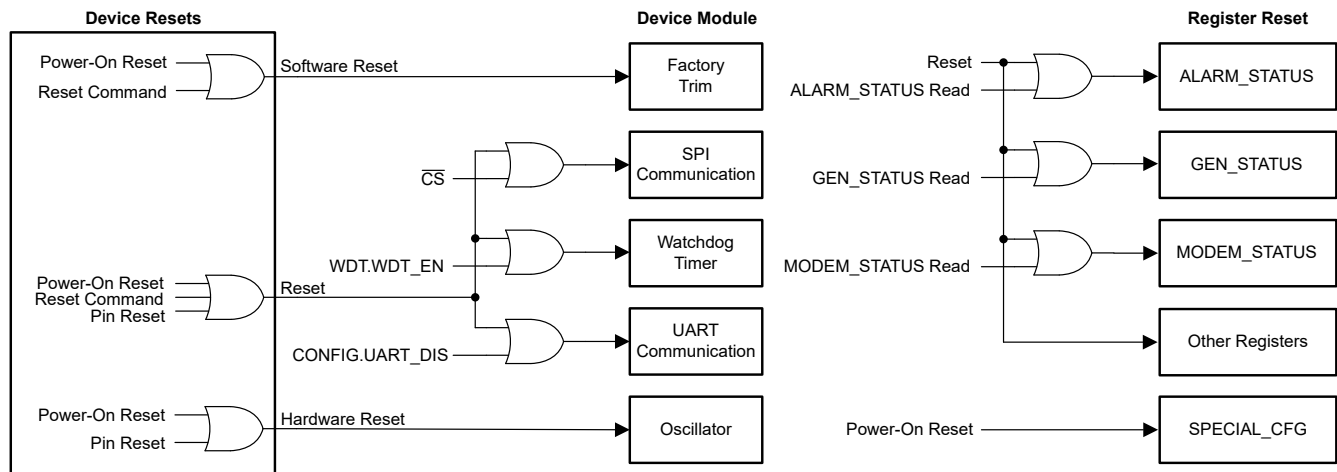 Device Resets
Device Module
Register Reset
Power-On Reset
Reset Command
Software Reset
Factory
Trim
Reset
ALARM_STATUS Read
ALARM_STATUS
CS
SPI
Communication
GEN_STATUS Read
GEN_STATUS
WDT.WDT_EN
Watchdog
Timer
MODEM_STATUS Read
MODEM_STATUS
Power-On Reset
Reset Command
Pin Reset
Reset
CONFIG.UART_DIS
UART
Communication
Other Registers
Power-On Reset
Pin Reset
Hardware Reset
Oscillator
Power-On Reset
SPECIAL_CFG